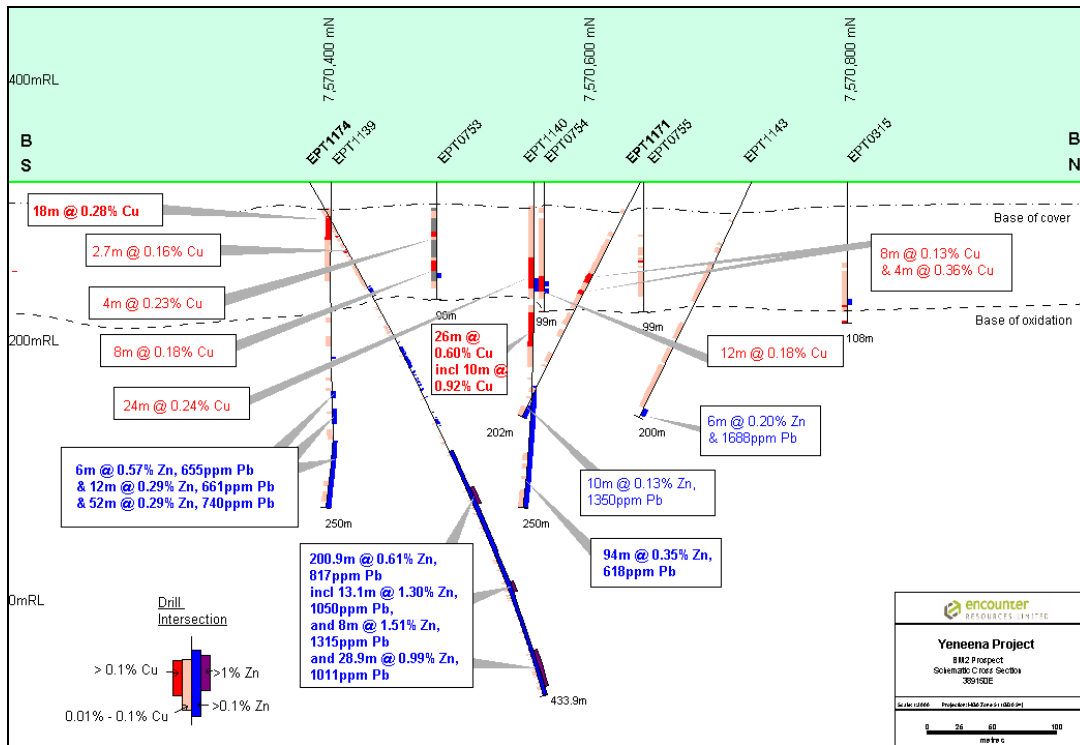 7,570,400 mN
7,570,600 mN
7,570,800 mN
400mRL
B
S
EPT1174
EPT1139
EPT0753
EPT1140
EPT0754
EPT1171
EPT0755
EPT1143
EPT0315
B
N
18m @ 0.28% Cu
Base of cover
2.7m @ 0.16% Cu
8m @ 0.13% Cu
& 4m @ 0.36% Cu
4m @ 0.23% Cu
98m
99m
99m
108m
Base of oxidation
200mRL
8m @ 0.18% Cu
26m @
0.60% Cu
incl 10m @
0.92% Cu
12m @ 0.18% Cu
24m @ 0.24% Cu
202m
200m
6m @ 0.20% Zn
& 1688ppm Pb
6m @ 0.57% Zn, 655ppm Pb
& 12m @ 0.29% Zn, 661ppm Pb
& 52m @ 0.29% Zn, 740ppm Pb
10m @ 0.13% Zn,
1350ppm Pb
250m
250m
94m @ 0.35% Zn,
618ppm Pb
200.9m @ 0.61% Zn,
817ppm Pb
incl 13.1m @ 1.30% Zn,
1050ppm Pb,
and 8m @ 1.51% Zn,
1315ppm Pb
and 28.9m @ 0.99% Zn,
1011ppm Pb
0mRL
433.9m
Drill
Intersection
> 0.1% Cu
>1% Zn
0.01% - 0.1% Cu
>0.1% Zn
encounter
RESOURCES LIMITED
Yeneena Project
BM2 Prospect
Schematic Cross Section
389150E
0 25 50 100
metres